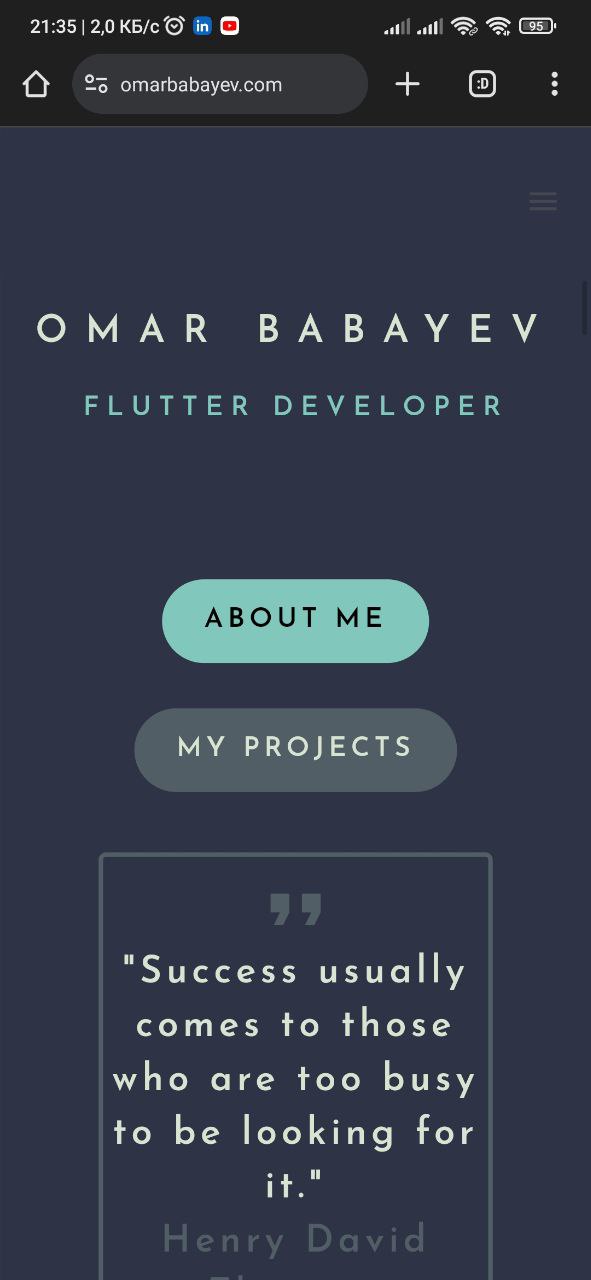 21:35 | 2,0 КБ/с in 95
omarbabayev.com :D
OMAR BABAYEV
FLUTTER DEVELOPER
ABOUT ME
MY PROJECTS
"Success usually
comes to those
who are too busy
to be looking for
it."
Henry David